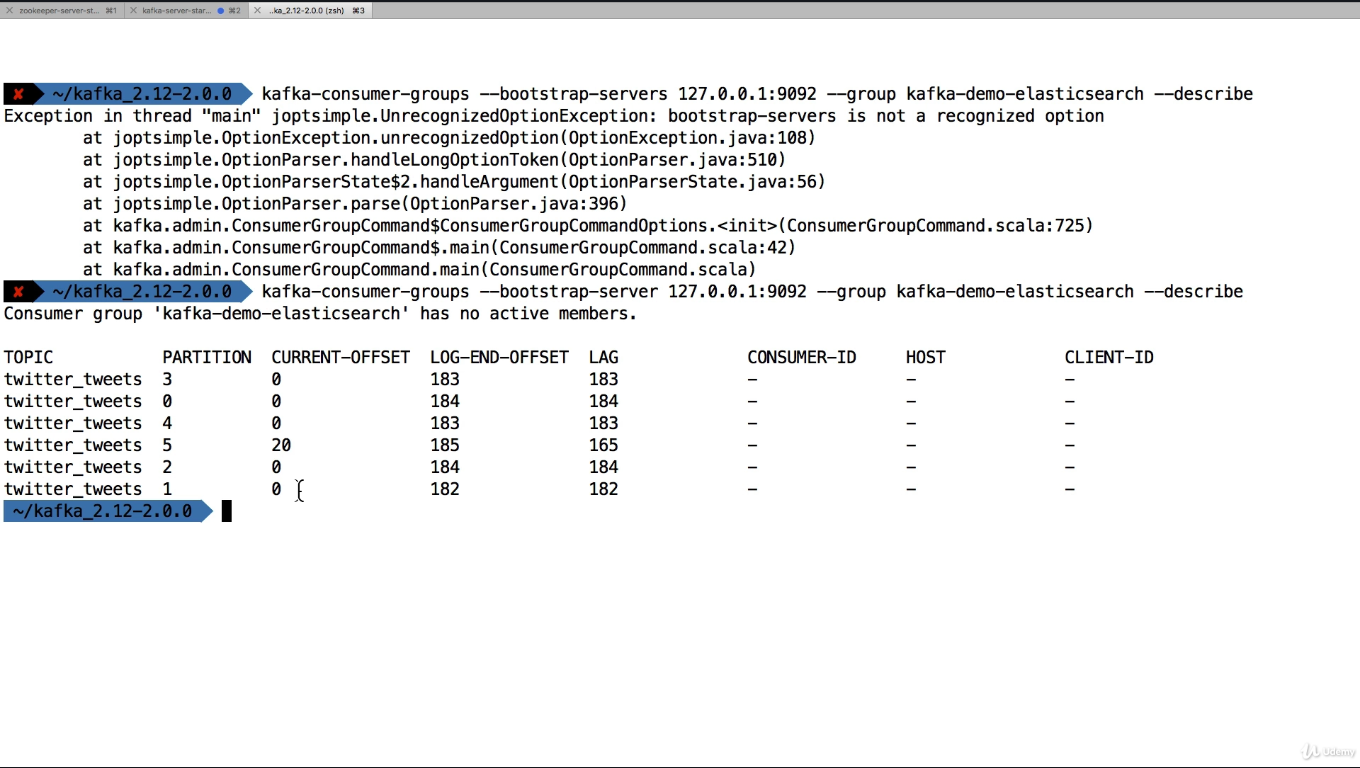 zookeeper-server-st... ⌘1 kafka-server-star... ⌘2 ..ka_2.12-2.0.0 (zsh) ⌘3
✘ ~/kafka_2.12-2.0.0 kafka-consumer-groups --bootstrap-servers 127.0.0.1:9092 --group kafka-demo-elasticsearch --describe
Exception in thread "main" joptsimple.UnrecognizedOptionException: bootstrap-servers is not a recognized option
at joptsimple.OptionException.unrecognizedOption(OptionException.java:108)
at joptsimple.OptionParser.handleLongOptionToken(OptionParser.java:510)
at joptsimple.OptionParserState$2.handleArgument(OptionParserState.java:56)
at joptsimple.OptionParser.parse(OptionParser.java:396)
at kafka.admin.ConsumerGroupCommand$ConsumerGroupCommandOptions.<init>(ConsumerGroupCommand.scala:725)
at kafka.admin.ConsumerGroupCommand$.main(ConsumerGroupCommand.scala:42)
at kafka.admin.ConsumerGroupCommand.main(ConsumerGroupCommand.scala)
✘ ~/kafka_2.12-2.0.0 kafka-consumer-groups --bootstrap-server 127.0.0.1:9092 --group kafka-demo-elasticsearch --describe
Consumer group 'kafka-demo-elasticsearch' has no active members.
TOPIC PARTITION CURRENT-OFFSET LOG-END-OFFSET LAG CONSUMER-ID HOST CLIENT-ID
twitter_tweets 3 0 183 183 - - -
twitter_tweets 0 0 184 184 - - -
twitter_tweets 4 0 183 183 - - -
twitter_tweets 5 20 185 165 - - -
twitter_tweets 2 0 184 184 - - -
twitter_tweets 1 0 182 182 - - -
~/kafka_2.12-2.0.0
Udemy